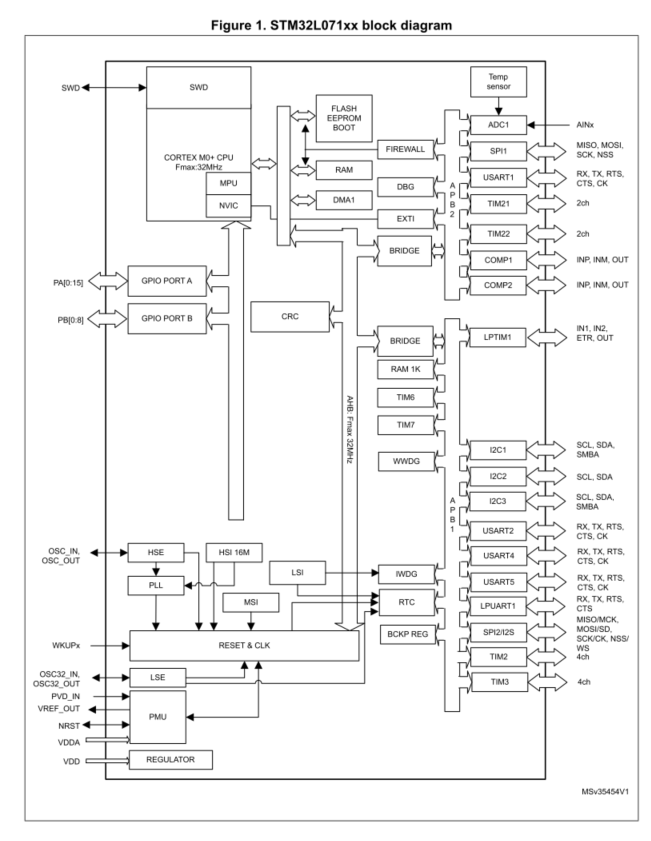 Figure 1. STM32L071xx block diagram
SWD
SWD
Temp
sensor
FLASH
EEPROM
BOOT
ADC1
AINx
CORTEX M0+ CPU
Fmax:32MHz
FIREWALL
SPI1
MISO, MOSI,
SCK, NSS
RAM
MPU
DBG
A
P
B
2
USART1
RX, TX, RTS,
CTS, CK
NVIC
DMA1
EXTI
TIM21
2ch
TIM22
2ch
BRIDGE
COMP1
INP, INM, OUT
PA[0:15]
GPIO PORT A
COMP2
INP, INM, OUT
PB[0:8]
GPIO PORT B
CRC
BRIDGE
LPTIM1
IN1, IN2,
ETR, OUT
RAM 1K
TIM6
AHB: Fmax 32MHz
TIM7
I2C1
SCL, SDA,
SMBA
WWDG
I2C2
SCL, SDA
A
P
B
1
I2C3
SCL, SDA,
SMBA
USART2
RX, TX, RTS,
CTS, CK
OSC_IN,
OSC_OUT
HSE
HSI 16M
USART4
RX, TX, RTS,
CTS, CK
LSI
IWDG
PLL
USART5
RX, TX, RTS,
CTS, CK
MSI
RTC
LPUART1
RX, TX, RTS,
CTS
WKUPx
RESET & CLK
BCKP REG
SPI2/I2S
MISO/MCK,
MOSI/SD,
SCK/CK, NSS/
WS
TIM2
4ch
OSC32_IN,
OSC32_OUT
LSE
TIM3
4ch
PVD_IN
VREF_OUT
PMU
NRST
VDDA
VDD
REGULATOR
MSv35454V1